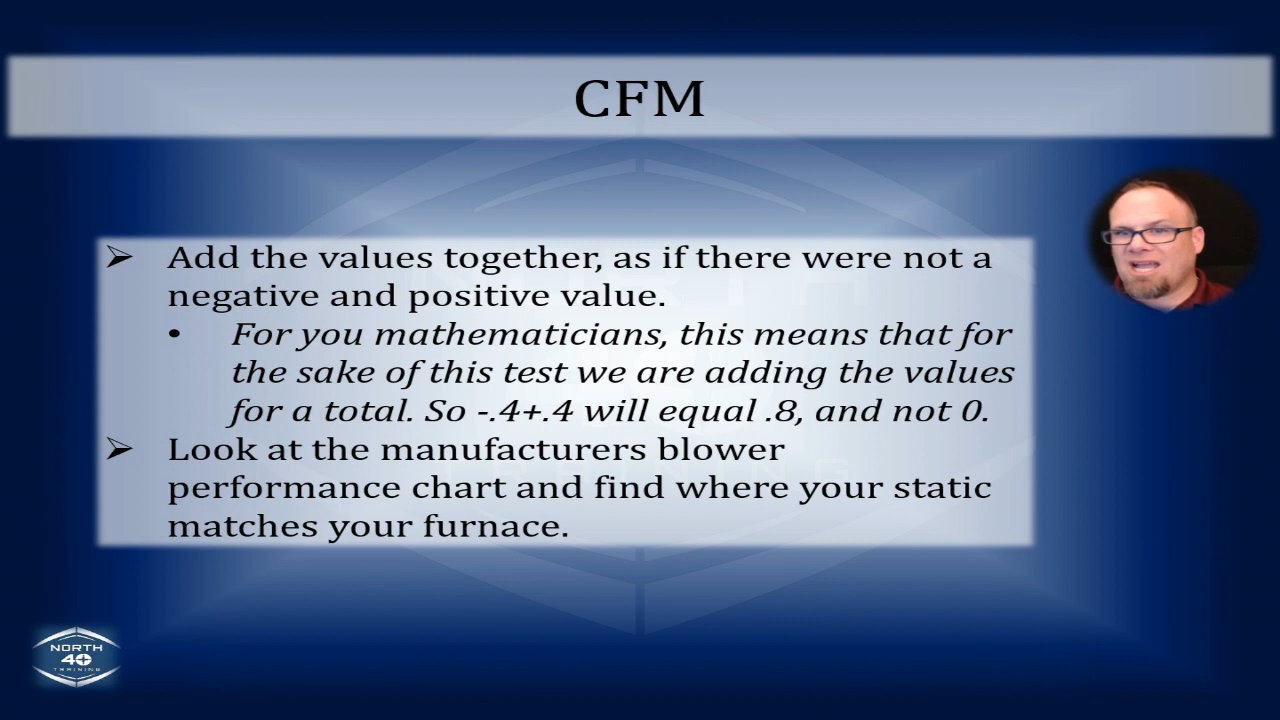 CFM
Add the values together, as if there were not a
negative and positive value.
For you mathematicians, this means that for
the sake of this test we are adding the values
for a total. So -.4+.4 will equal .8, and not 0.
Look at the manufacturers blower
performance chart and find where your static
matches your furnace.
NORTH
40
TRAINING